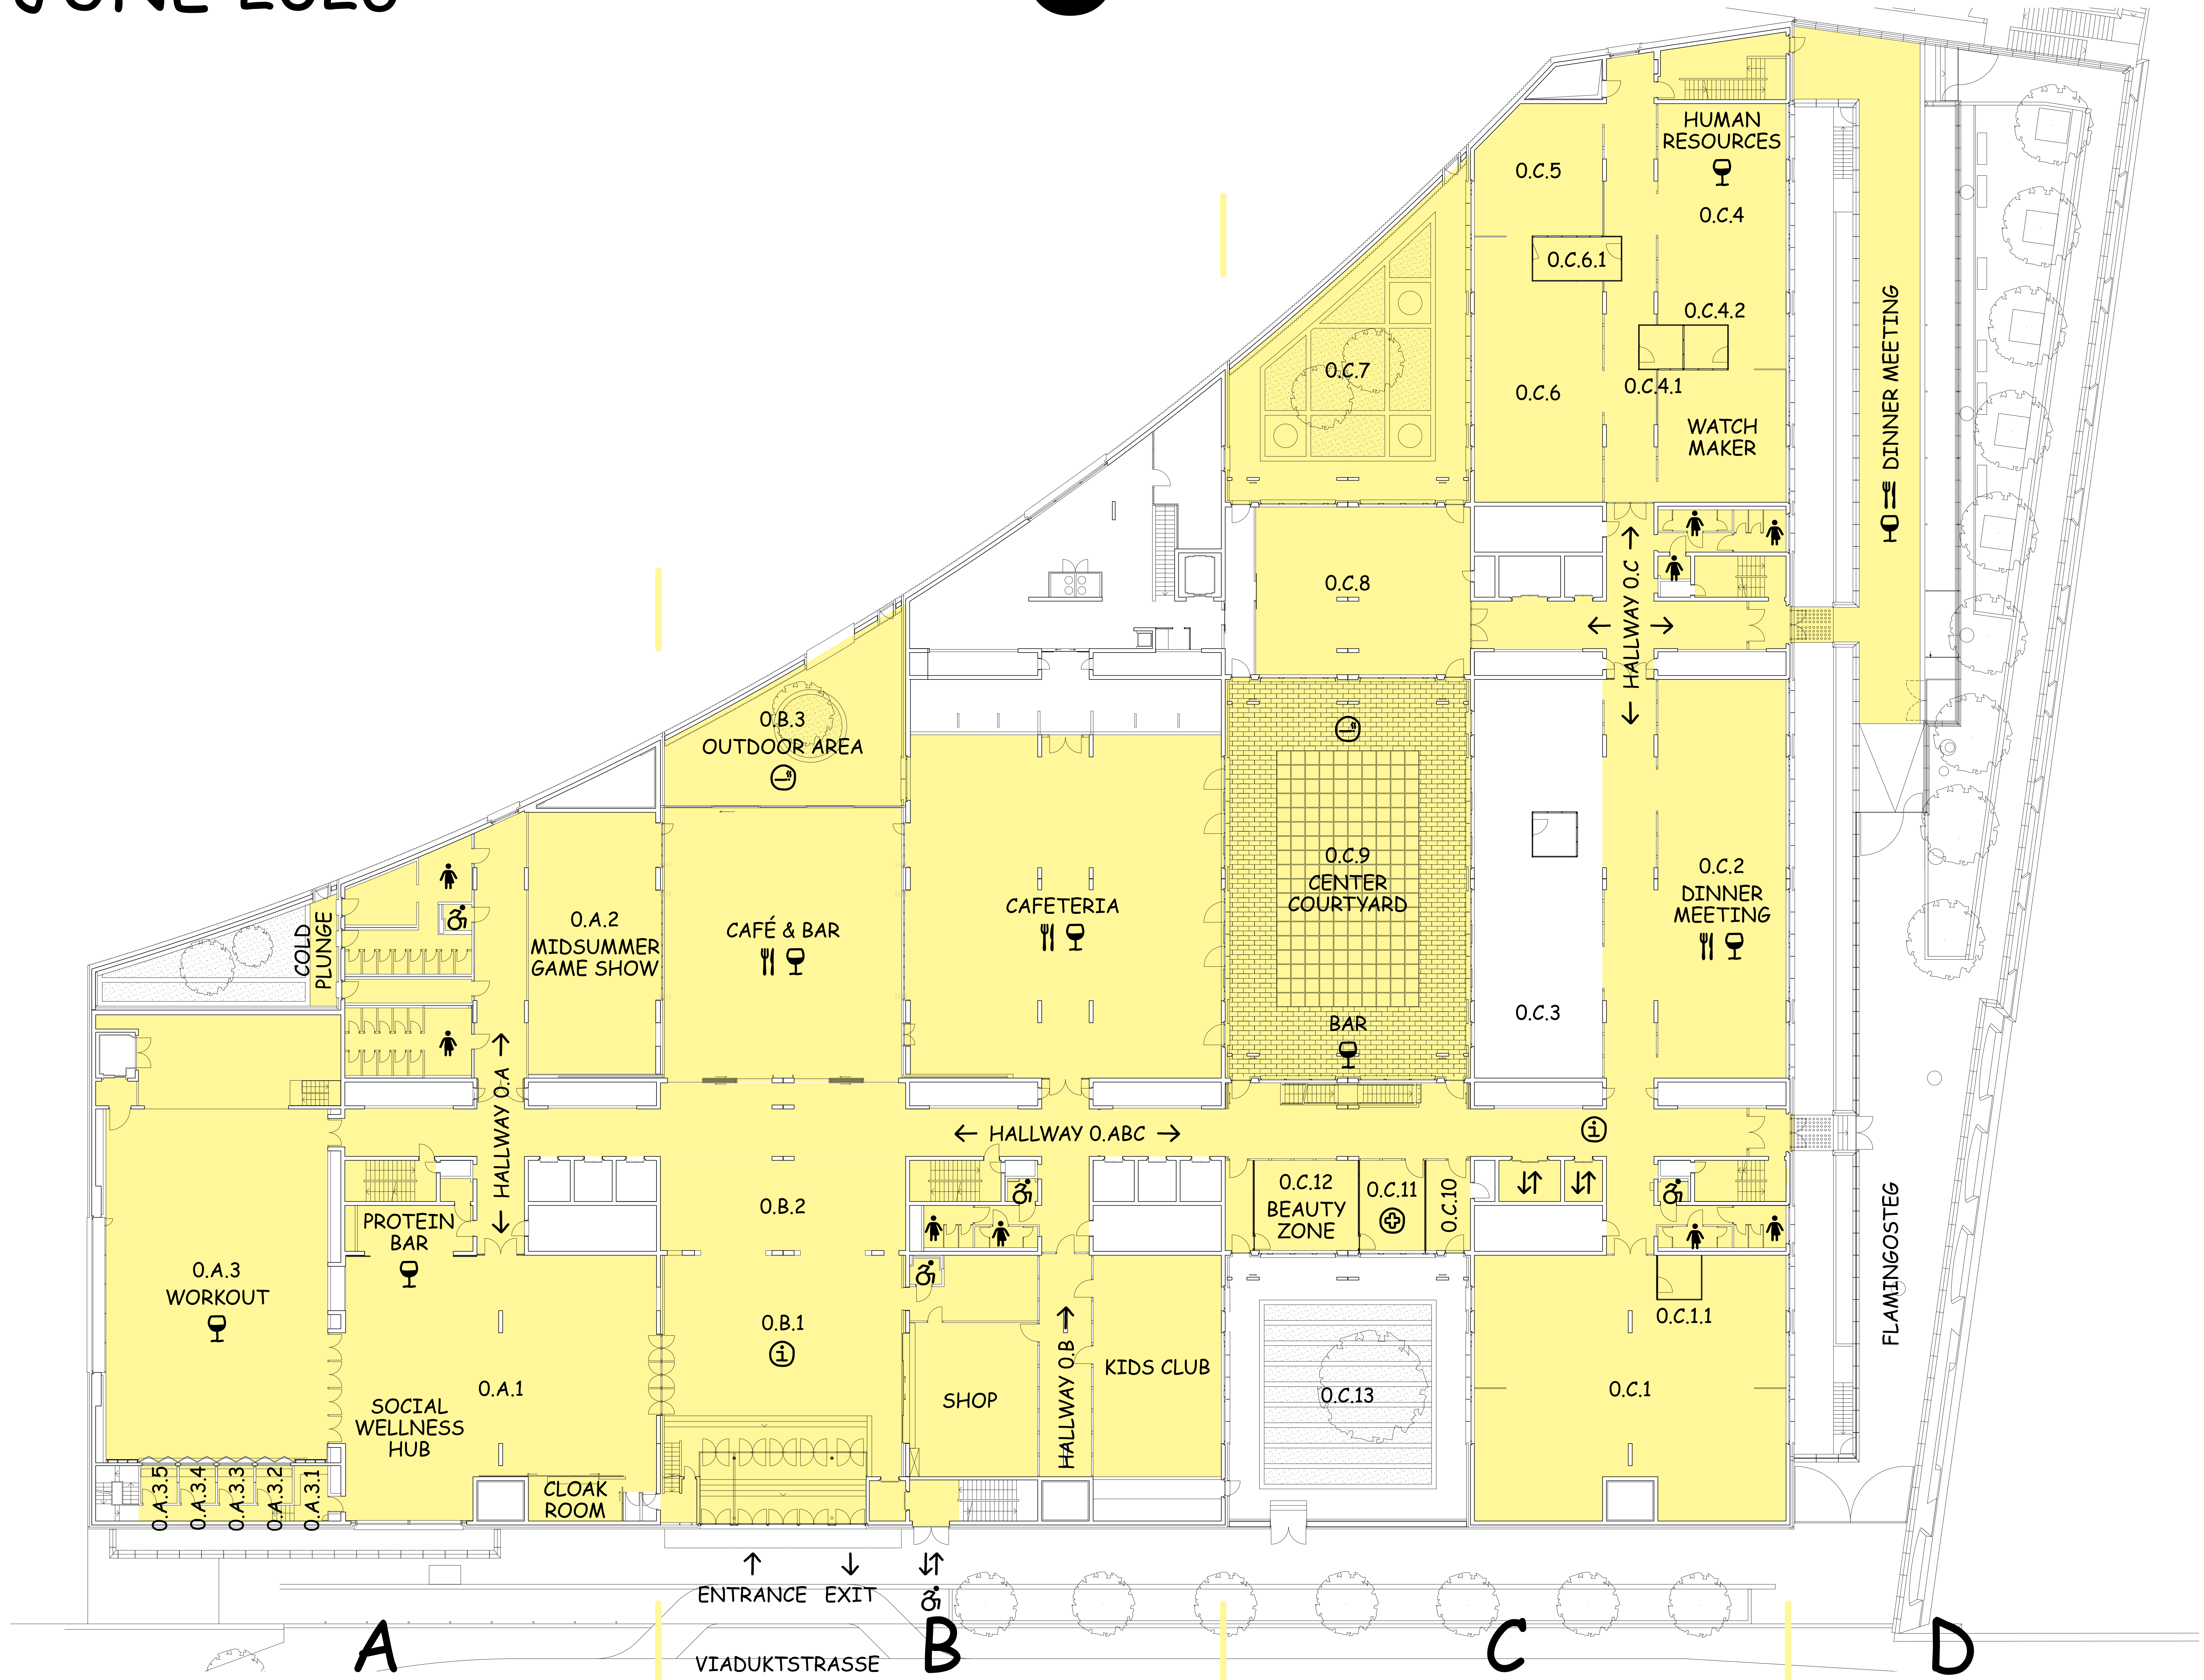 JUNE 2023
HUMAN
RESOURCES
0.C.5
0.C.4
0.C.6.1
0.C.4.2
0.C.7
0.C.6
0.C.4.1
WATCH
MAKER
DINNER MEETING
0.C.8
HALLWAY 0.C
0.B.3
OUTDOOR AREA
0.C.9
CENTER
COURTYARD
BAR
0.C.2
DINNER
MEETING
0.C.3
COLD
PLUNGE
0.A.2
MIDSUMMER
GAME SHOW
CAFÉ & BAR
CAFETERIA
HALLWAY 0.A
HALLWAY 0.ABC
PROTEIN
BAR
0.B.2
0.C.12
BEAUTY
ZONE
0.C.11
0.C.10
FLAMINGOSTEG
0.A.3
WORKOUT
0.A.1
SOCIAL
WELLNESS
HUB
0.B.1
SHOP
HALLWAY 0.B
KIDS CLUB
0.C.13
0.C.1.1
0.C.1
0.A.3.5
0.A.3.4
0.A.3.3
0.A.3.2
0.A.3.1
CLOAK
ROOM
ENTRANCE
EXIT
A
B
C
D
VIADUKTSTRASSE